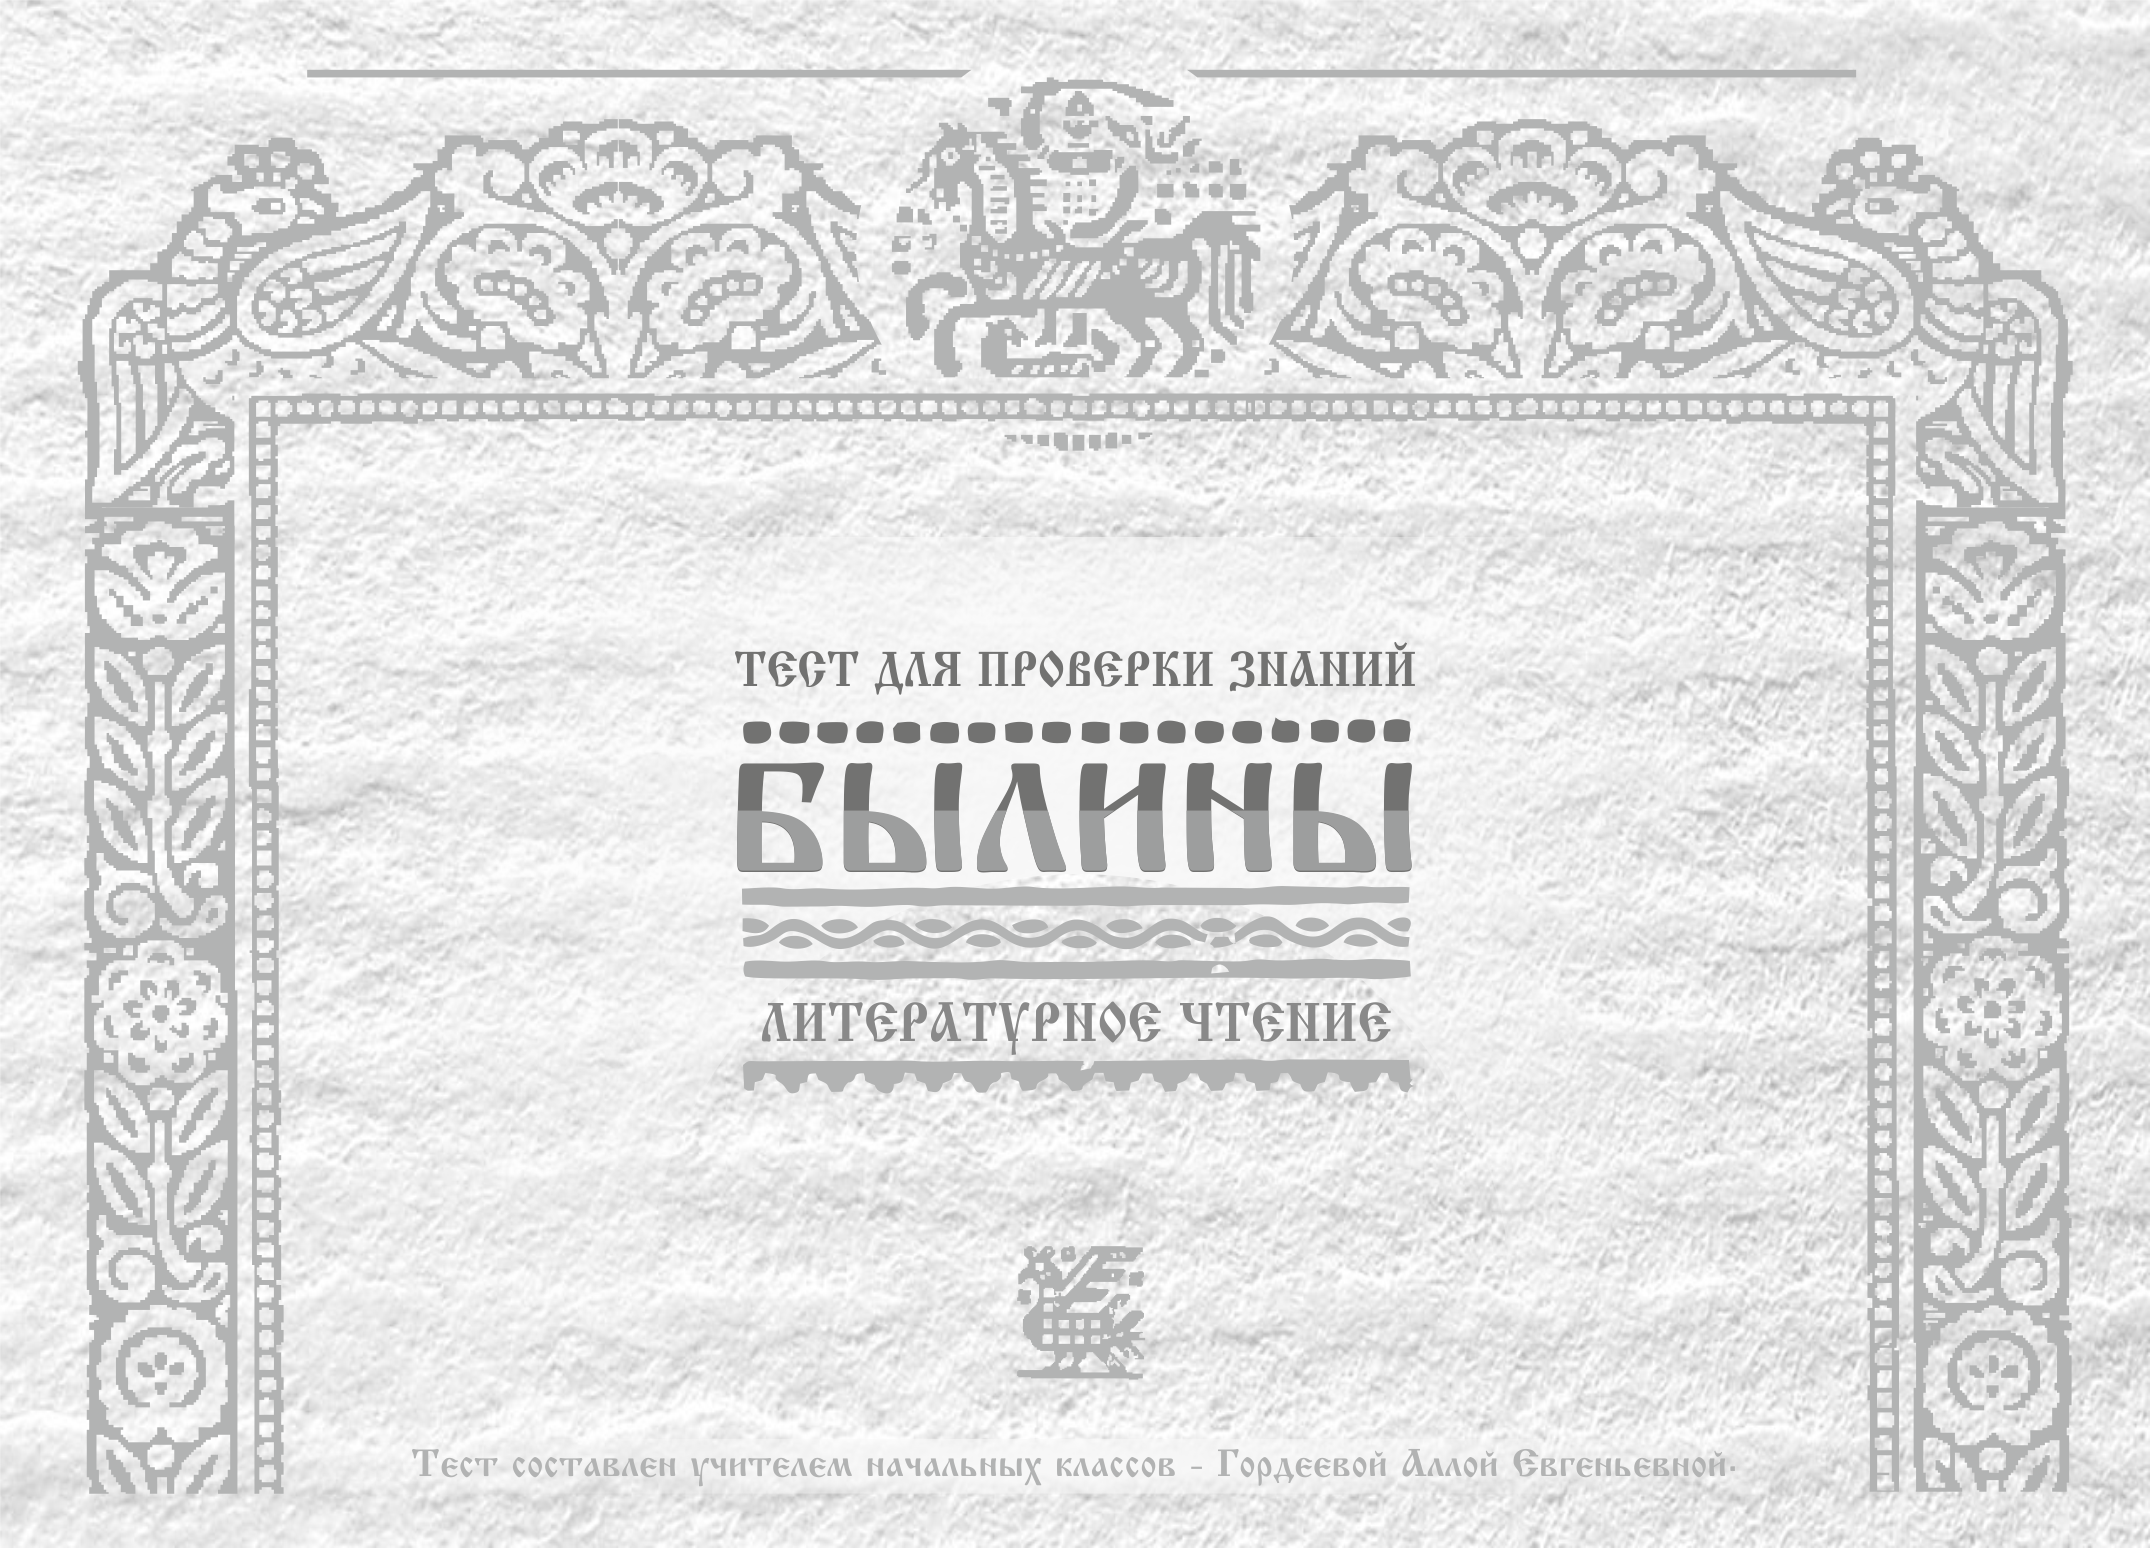 ТЕСТ ДЛЯ ПРОВЕРКИ ЗНАНИЙ
БЫЛИНЫ
ЛИТЕРАТУРНОЕ ЧТЕНИЕ
Тест составлен учителем начальных классов - Гордеевой Аллой Евгеньевной.